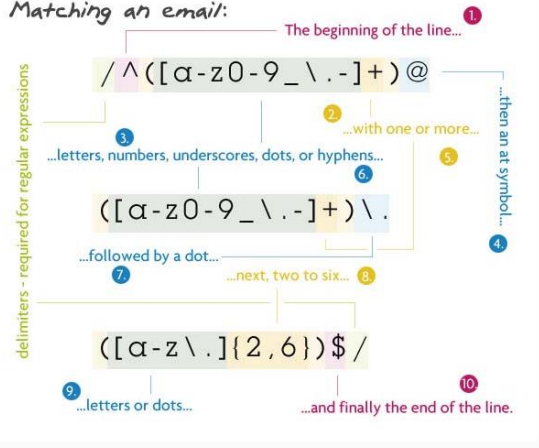 Matching an email:
1.
The beginning of the line...
/^([a-z0-9_\.-]+)@
2.
...with one or more...
3.
...letters, numbers, underscores, dots, or hyphens...
5.
6.
...then an at symbol...
4.
([a-z0-9_\.-]+)\.
...followed by a dot...
7.
...next, two to six...
8.
delimiters - required for regular expressions
([a-z\.]{2,6})$/
9.
...letters or dots...
10.
...and finally the end of the line.